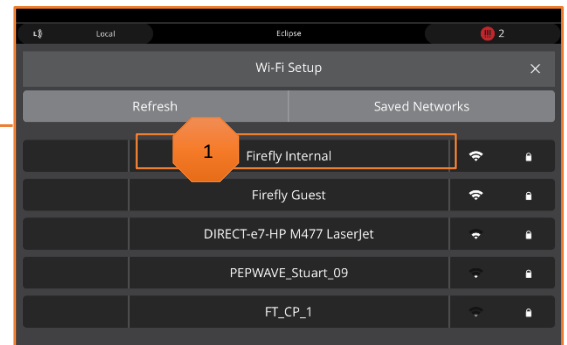 Local Eclipse 2
Wi-Fi Setup ×
Refresh Saved Networks
1 Firefly Internal
Firefly Guest
DIRECT-e7-HP M477 LaserJet
PEPWAVE_Stuart_09
FT_CP_1